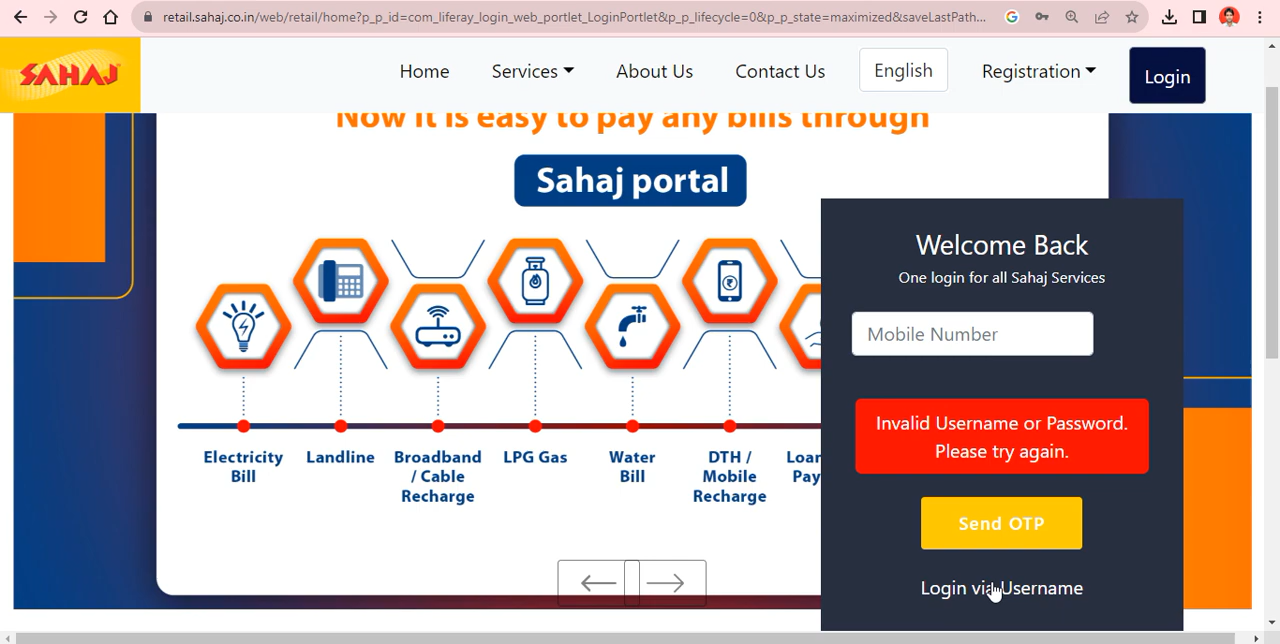 retail.sahaj.co.in/web/retail/home?p_p_id=com_liferay_login_web_portlet_LoginPortlet&p_p_lifecycle=0&p_p_state=maximized&saveLastPath...
SAHAJ
Home Services About Us Contact Us English Registration Login
Now it is easy to pay any bills through
Sahaj portal
Welcome Back
One login for all Sahaj Services
Mobile Number
Invalid Username or Password.
Please try again.
Send OTP
Login via Username
Electricity
Bill
Landline
Broadband
/ Cable
Recharge
LPG Gas
Water
Bill
DTH /
Mobile
Recharge
Loan
Pay